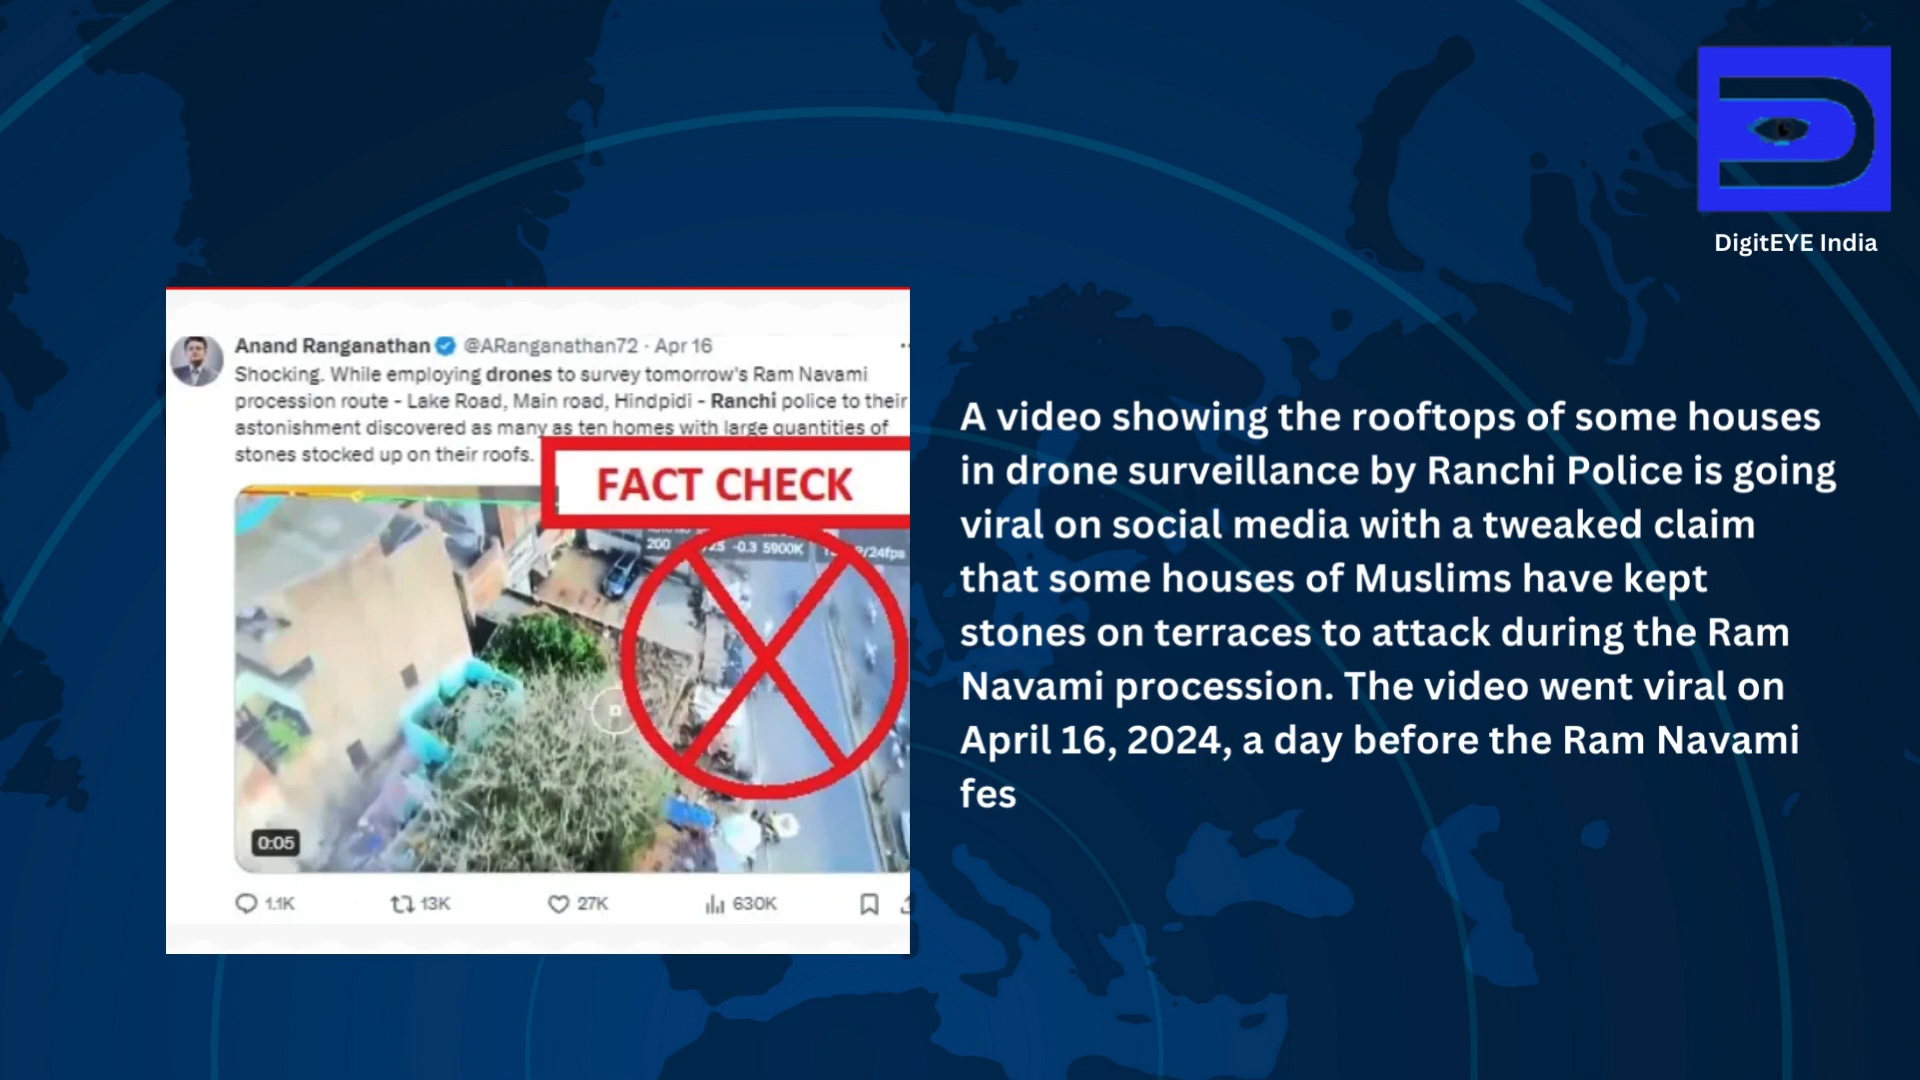 DigitEYE India
Anand Ranganathan @ARanganathan72 · Apr 16
Shocking. While employing drones to survey tomorrow's Ram Navami
procession route - Lake Road, Main road, Hindpidi - Ranchi police to their
astonishment discovered as many as ten homes with large quantities of
stones stocked up on their roofs.
FACT CHECK
200 -0.3 5900K /24fps
0:05
1.1K 13K 27K 630K
A video showing the rooftops of some houses
in drone surveillance by Ranchi Police is going
viral on social media with a tweaked claim
that some houses of Muslims have kept
stones on terraces to attack during the Ram
Navami procession. The video went viral on
April 16, 2024, a day before the Ram Navami
fes